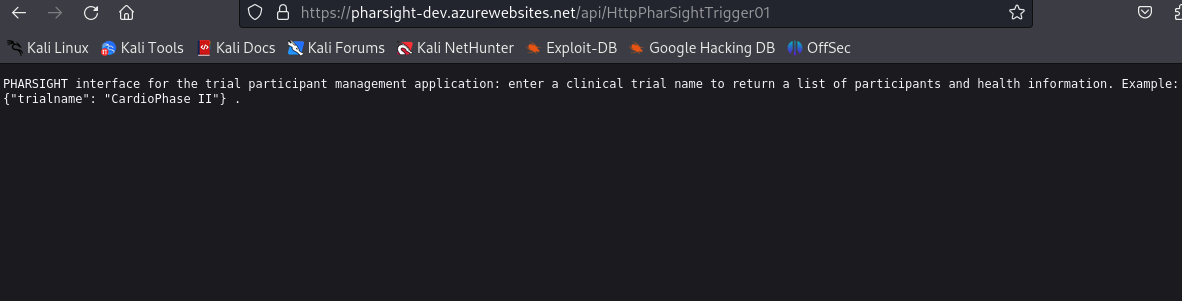 https://pharsight-dev.azurewebsites.net/api/HttpPharSightTrigger01
Kali Linux Kali Tools Kali Docs Kali Forums Kali NetHunter Exploit-DB Google Hacking DB OffSec
PHARSIGHT interface for the trial participant management application: enter a clinical trial name to return a list of participants and health information. Example:
{"trialname": "CardioPhase II"} .